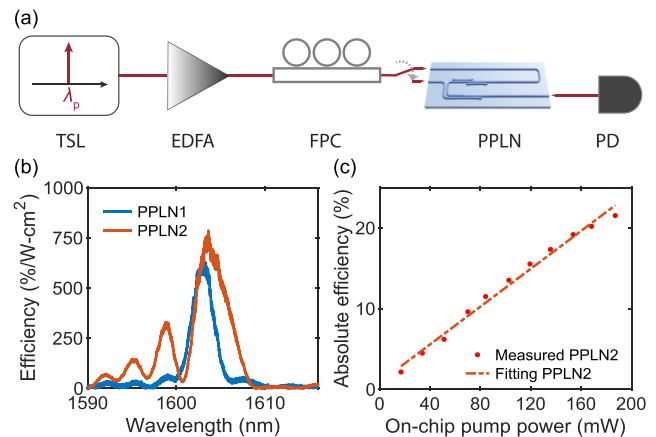 (a)
λp
TSL
EDFA
FPC
PPLN
PD
(b)
Efficiency (%/W-cm²)
1000
750
500
250
0
PPLN1
PPLN2
1590
1600
1610
Wavelength (nm)
(c)
Absolute efficiency (%)
20
10
0
Measured PPLN2
Fitting PPLN2
0
40
80
120
160
200
On-chip pump power (mW)